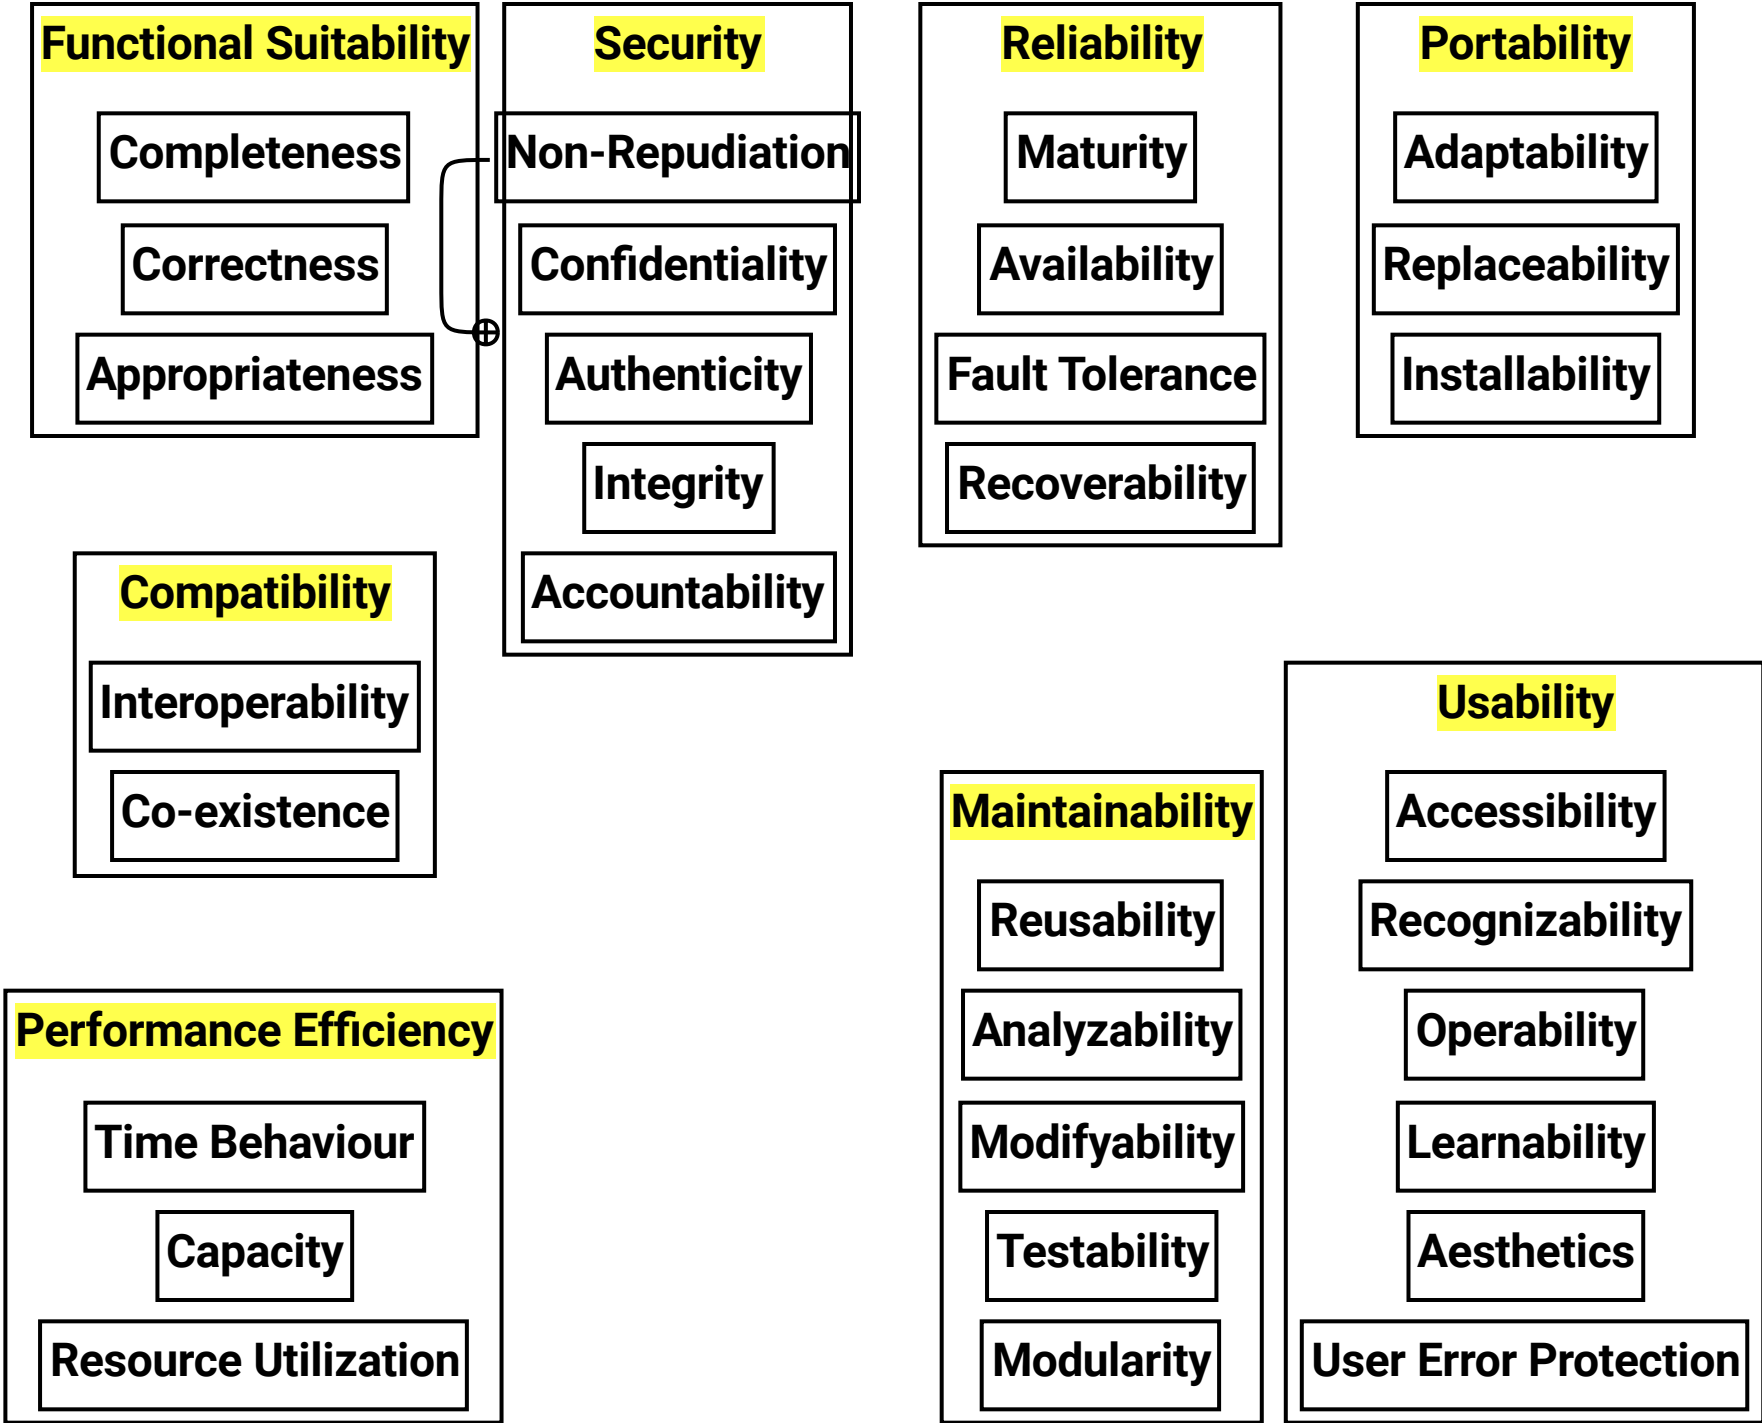 Functional Suitability
Completeness
Correctness
Appropriateness
Security
Non-Repudiation
Confidentiality
Authenticity
Integrity
Accountability
Reliability
Maturity
Availability
Fault Tolerance
Recoverability
Portability
Adaptability
Replaceability
Installability
Compatibility
Interoperability
Co-existence
Performance Efficiency
Time Behaviour
Capacity
Resource Utilization
Maintainability
Reusability
Analyzability
Modifyability
Testability
Modularity
Usability
Accessibility
Recognizability
Operability
Learnability
Aesthetics
User Error Protection